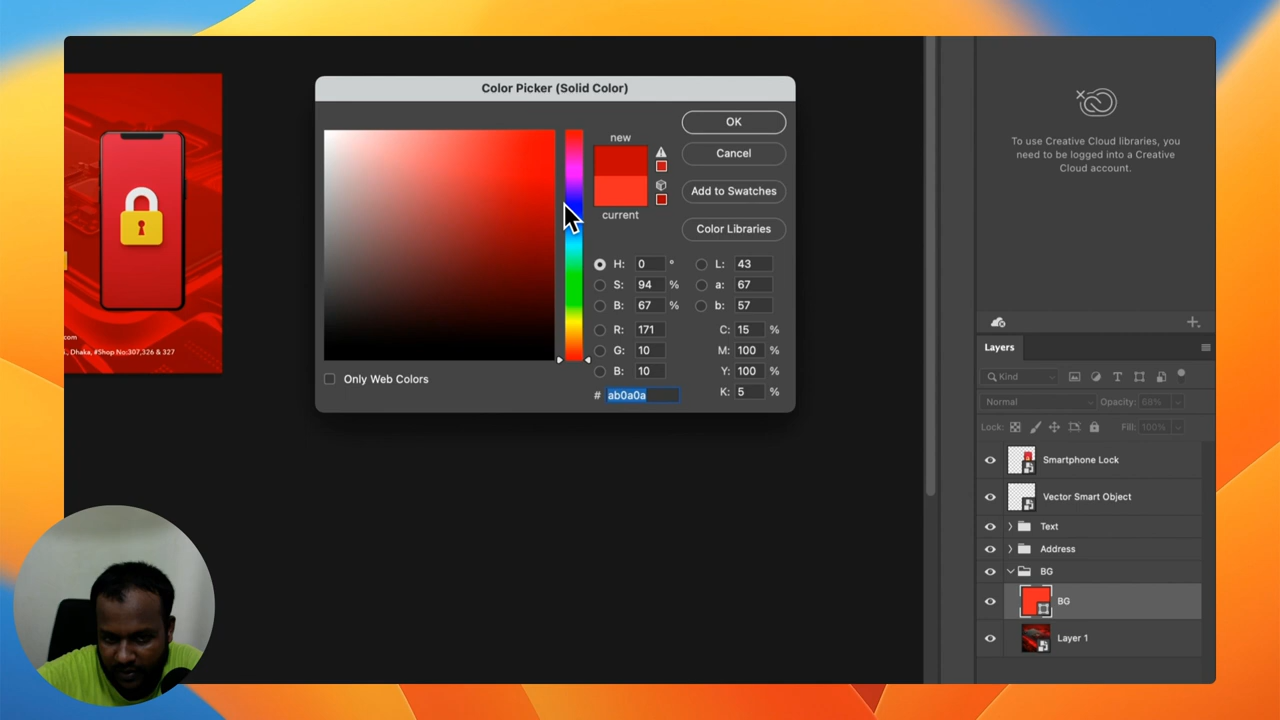 .com
, Dhaka, #Shop No:307,326 & 327
Color Picker (Solid Color)
new
current
OK
Cancel
Add to Swatches
Color Libraries
H: 0 °
S: 94 %
B: 67 %
R: 171
G: 10
B: 10
# ab0a0a
L: 43
a: 67
b: 57
C: 15 %
M: 100 %
Y: 100 %
K: 5 %
Only Web Colors
To use Creative Cloud libraries, you
need to be logged into a Creative
Cloud account.
Layers
Kind
Normal
Opacity: 68%
Lock:
Fill: 100%
Smartphone Lock
Vector Smart Object
Text
Address
BG
BG
Layer 1